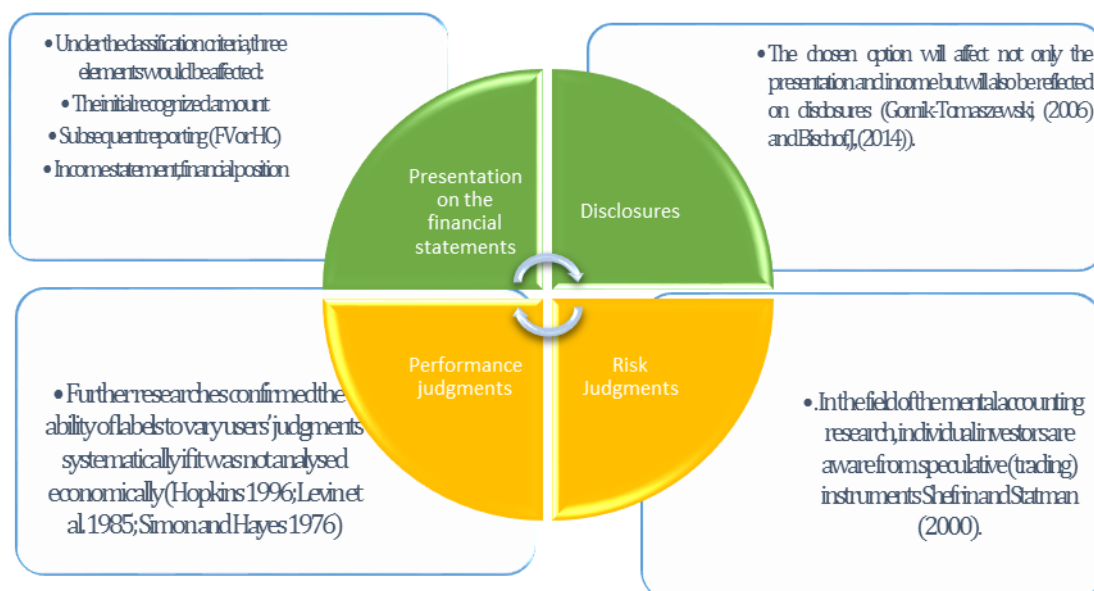 • Under the classification criteria, three
elements would be affected:
• The initial recognized amount
• Subsequent reporting (FV or HC)
• Income statement, financial position
• The chosen option will affect not only the
presentation and income but will also be reflected
on disclosures (Gornik-Tomaszewski, (2006)
and Bischof, J, (2014)).
Presentation
on the
financial
statements
Disclosures
Performance
judgments
Risk
Judgments
• Further researches confirmed the
ability of labels to vary users' judgments
systematically if it was not analysed
economically (Hopkins 1996; Levin et
al. 1985; Simon and Hayes 1976)
• .In the field of the mental accounting
research, individual investors are
aware from speculative (trading)
instruments Shefrin and Statman
(2000).